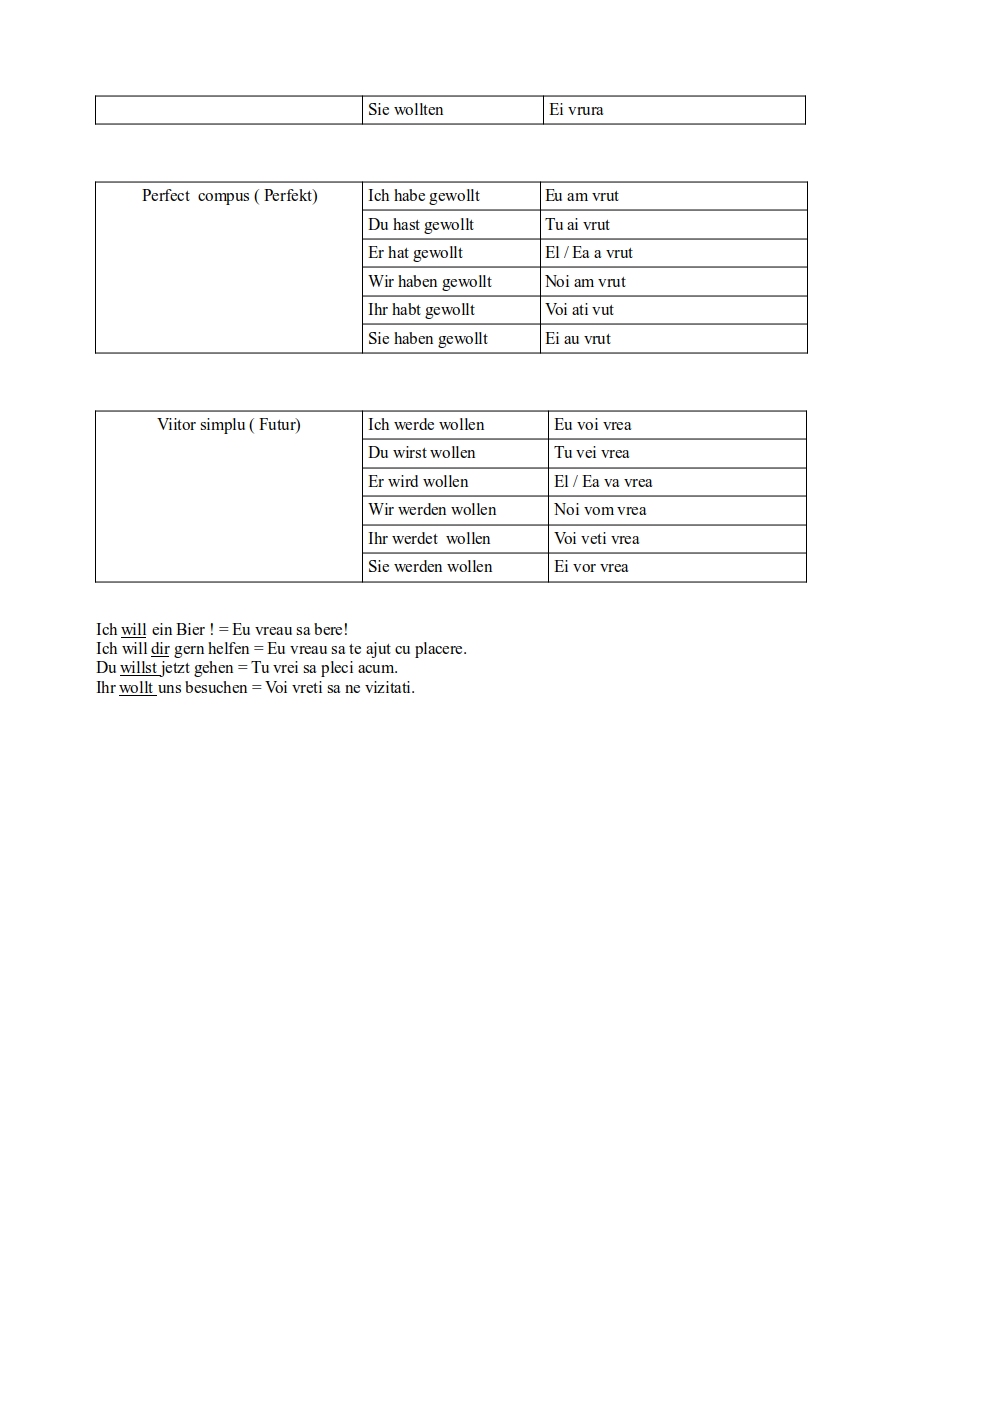 Sie wollten Ei vrura
Perfect compus ( Perfekt) Ich habe gewollt Eu am vrut
Du hast gewollt Tu ai vrut
Er hat gewollt El / Ea a vrut
Wir haben gewollt Noi am vrut
Ihr habt gewollt Voi ati vut
Sie haben gewollt Ei au vrut
Viitor simplu ( Futur) Ich werde wollen Eu voi vrea
Du wirst wollen Tu vei vrea
Er wird wollen El / Ea va vrea
Wir werden wollen Noi vom vrea
Ihr werdet wollen Voi veti vrea
Sie werden wollen Ei vor vrea
Ich will ein Bier ! = Eu vreau sa bere!
Ich will dir gern helfen = Eu vreau sa te ajut cu placere.
Du willst jetzt gehen = Tu vrei sa pleci acum.
Ihr wollt uns besuchen = Voi vreti sa ne vizitati.